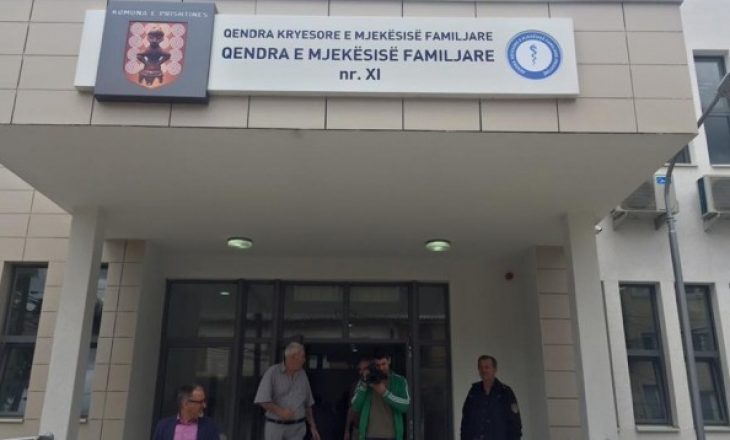 KOMUNA E PRISHTINËS
QENDRA KRYESORE E MJEKËSISË FAMILJARE
QENDRA E MJEKËSISË FAMILJARE
nr. XI